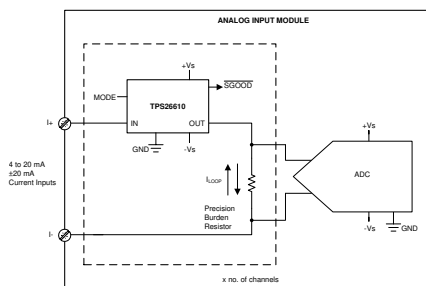 ANALOG INPUT MODULE
+Vs
SGOOD
MODE
TPS26610
IN
OUT
I+
GND
-Vs
+Vs
4 to 20 mA
±20 mA
Current Inputs
ILOOP
ADC
Precision
Burden
Resistor
-Vs
GND
I-
x no. of channels